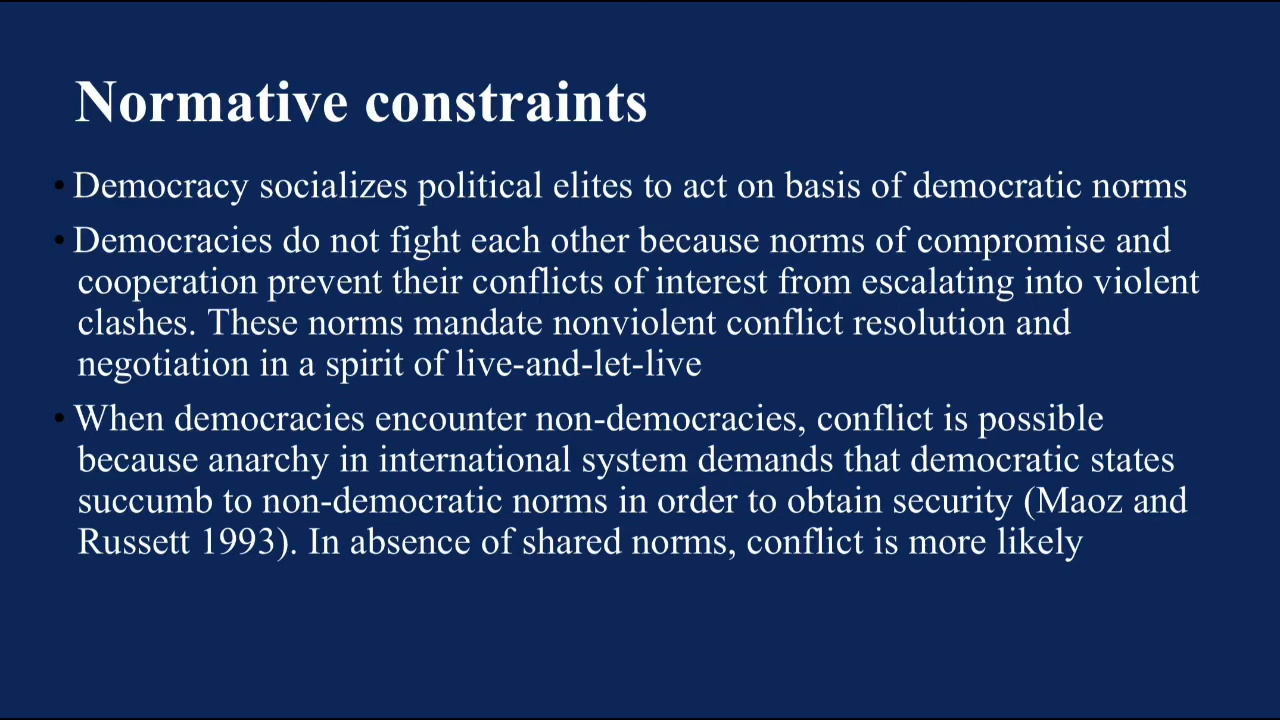 Normative constraints
• Democracy socializes political elites to act on basis of democratic norms
• Democracies do not fight each other because norms of compromise and
cooperation prevent their conflicts of interest from escalating into violent
clashes. These norms mandate nonviolent conflict resolution and
negotiation in a spirit of live-and-let-live
• When democracies encounter non-democracies, conflict is possible
because anarchy in international system demands that democratic states
succumb to non-democratic norms in order to obtain security (Maoz and
Russett 1993). In absence of shared norms, conflict is more likely